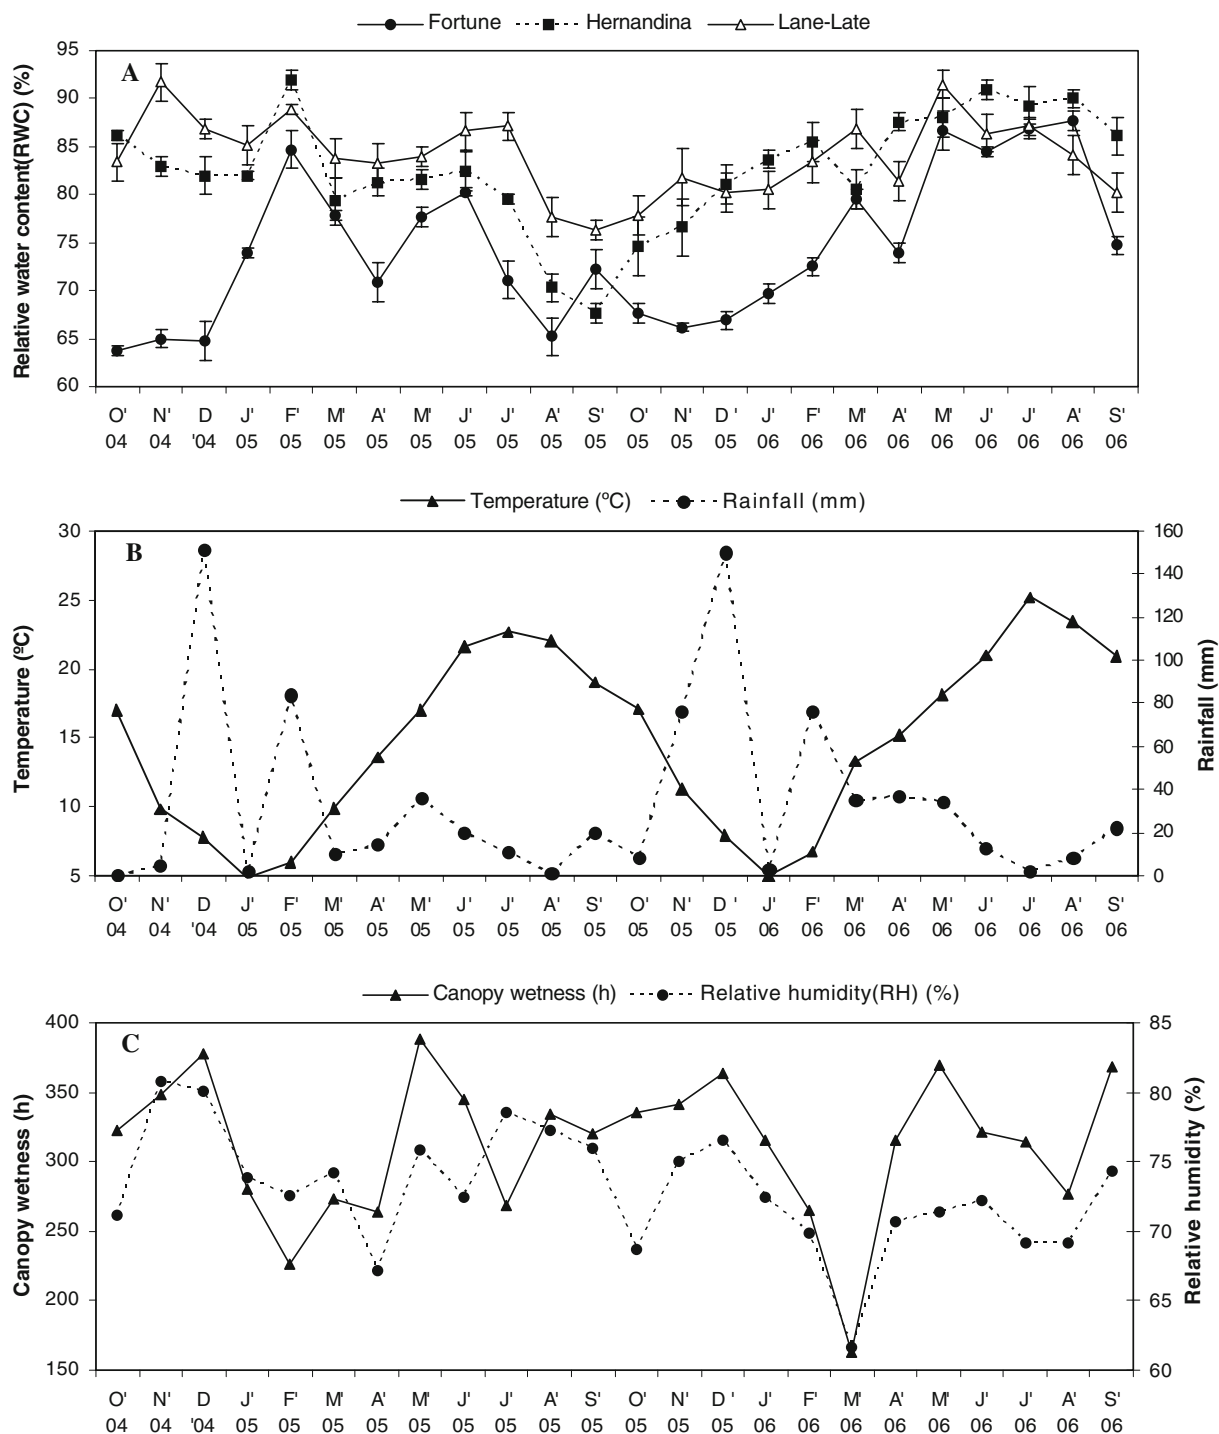 Fortune Hernandina Lane-Late
A
Relative water content(RWC) (%)
95
90
85
80
75
70
65
60
O' N' D J' F' M' A' M' J' J' A' S' O' N' D ' J' F' M' A' M' J' J' A' S'
04 04 '04 05 05 05 05 05 05 05 05 05 05 05 05 06 06 06 06 06 06 06 06 06
Temperature (ºC) Rainfall (mm)
B
Temperature (ºC)
30
25
20
15
10
5
160
140
120
100
80
60
40
20
0
Rainfall (mm)
O' N' D J' F' M' A' M' J' J' A' S' O' N' D ' J' F' M' A' M' J' J' A' S'
04 04 '04 05 05 05 05 05 05 05 05 05 05 05 05 06 06 06 06 06 06 06 06 06
Canopy wetness (h) Relative humidity(RH) (%)
C
Canopy wetness (h)
400
350
300
250
200
150
85
80
75
70
65
60
Relative humidity (%)
O' N' D J' F' M' A' M' J' J' A' S' O' N' D ' J' F' M' A' M' J' J' A' S'
04 04 '04 05 05 05 05 05 05 05 05 05 05 05 05 06 06 06 06 06 06 06 06 06